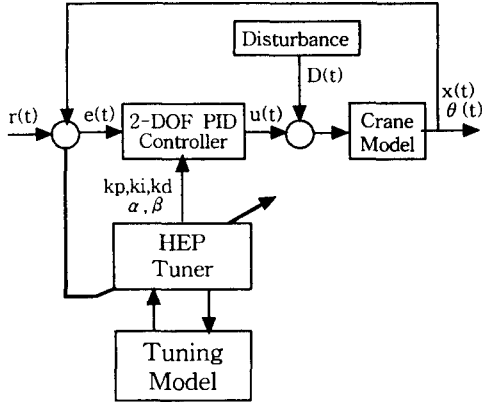 Disturbance
D(t)
r(t)
e(t)
2-DOF PID
Controller
u(t)
Crane
Model
x(t)
θ(t)
kp,ki,kd
α,β
HEP
Tuner
Tuning
Model